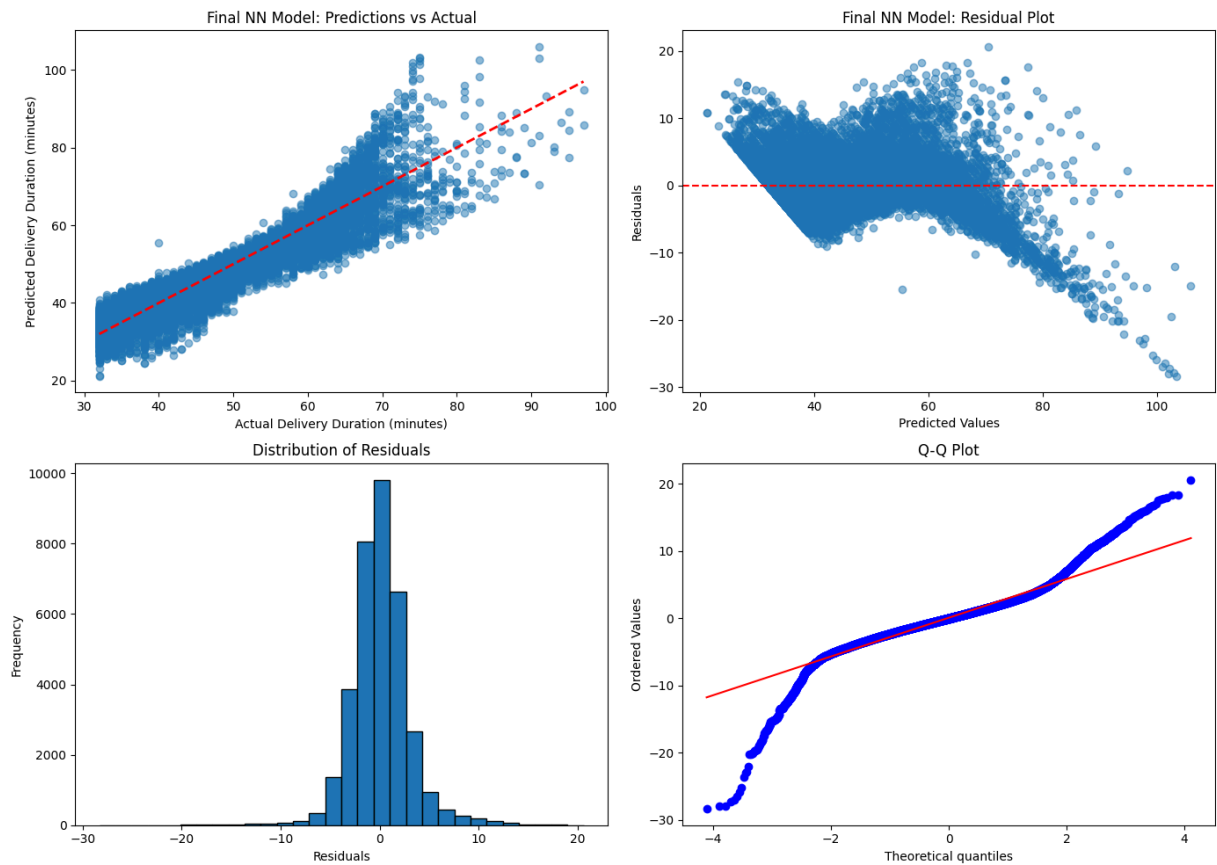 Final NN Model: Predictions vs Actual
Predicted Delivery Duration (minutes)
100
80
60
40
20
30 40 50 60 70 80 90 100
Actual Delivery Duration (minutes)
Final NN Model: Residual Plot
Residuals
20
10
0
−10
−20
−30
20 40 60 80 100
Predicted Values
Distribution of Residuals
Frequency
10000
8000
6000
4000
2000
0
−30 −20 −10 0 10 20
Residuals
Q-Q Plot
Ordered Values
20
10
0
−10
−20
−30
−4 −2 0 2 4
Theoretical quantiles